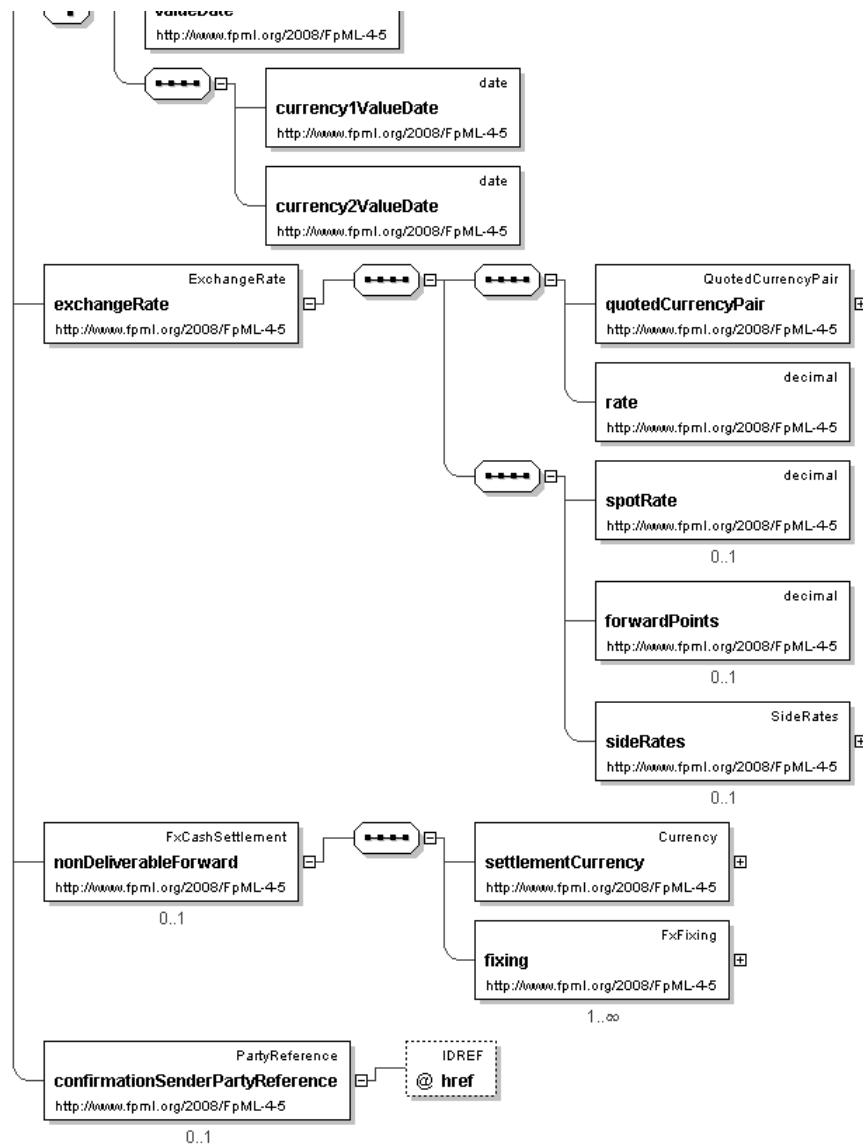 valueDate
http://www.fpml.org/2008/FpML-4-5
date
currency1ValueDate
http://www.fpml.org/2008/FpML-4-5
date
currency2ValueDate
http://www.fpml.org/2008/FpML-4-5
ExchangeRate
exchangeRate
http://www.fpml.org/2008/FpML-4-5
QuotedCurrencyPair
quotedCurrencyPair
http://www.fpml.org/2008/FpML-4-5
decimal
rate
http://www.fpml.org/2008/FpML-4-5
decimal
spotRate
http://www.fpml.org/2008/FpML-4-5
0..1
decimal
forwardPoints
http://www.fpml.org/2008/FpML-4-5
0..1
SideRates
sideRates
http://www.fpml.org/2008/FpML-4-5
0..1
FxCashSettlement
nonDeliverableForward
http://www.fpml.org/2008/FpML-4-5
0..1
Currency
settlementCurrency
http://www.fpml.org/2008/FpML-4-5
FxFixing
fixing
http://www.fpml.org/2008/FpML-4-5
1..∞
PartyReference
confirmationSenderPartyReference
http://www.fpml.org/2008/FpML-4-5
0..1
IDREF
@ href